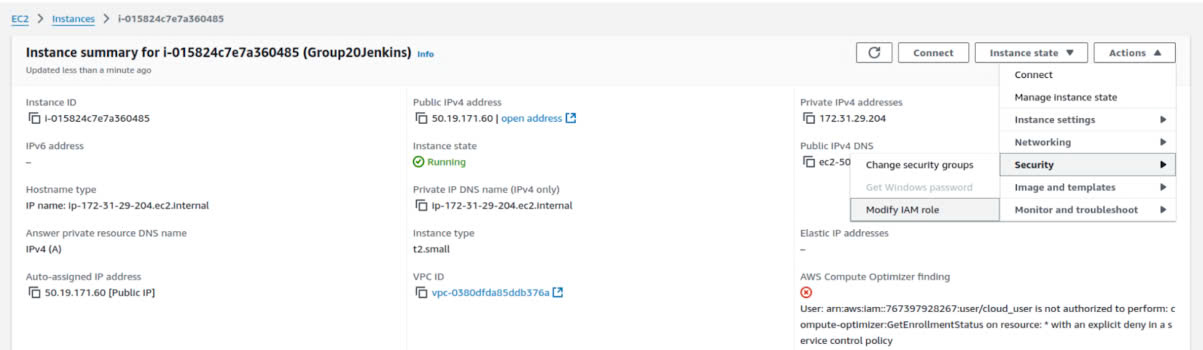 EC2 > Instances > i-015824c7e7a360485
Instance summary for i-015824c7e7a360485 (Group20Jenkins) Info
Updated less than a minute ago
Connect
Instance state ▼
Actions ▲
Connect
Manage instance state
Instance settings
Networking
Security
Image and templates
Monitor and troubleshoot
Change security groups
Get Windows password
Modify IAM role
Instance ID
i-015824c7e7a360485
Public IPv4 address
50.19.171.60 | open address
Private IPv4 addresses
172.31.29.204
IPv6 address
–
Instance state
Running
Public IPv4 DNS
ec2-50
Hostname type
IP name: ip-172-31-29-204.ec2.internal
Private IP DNS name (IPv4 only)
ip-172-31-29-204.ec2.internal
Answer private resource DNS name
IPv4 (A)
Instance type
t2.small
Elastic IP addresses
–
Auto-assigned IP address
50.19.171.60 [Public IP]
VPC ID
vpc-0380dfda85ddb376a
AWS Compute Optimizer finding
User: arn:aws:iam::767397928267:user/cloud_user is not authorized to perform: c
ompute-optimizer:GetEnrollmentStatus on resource: * with an explicit deny in a s
ervice control policy